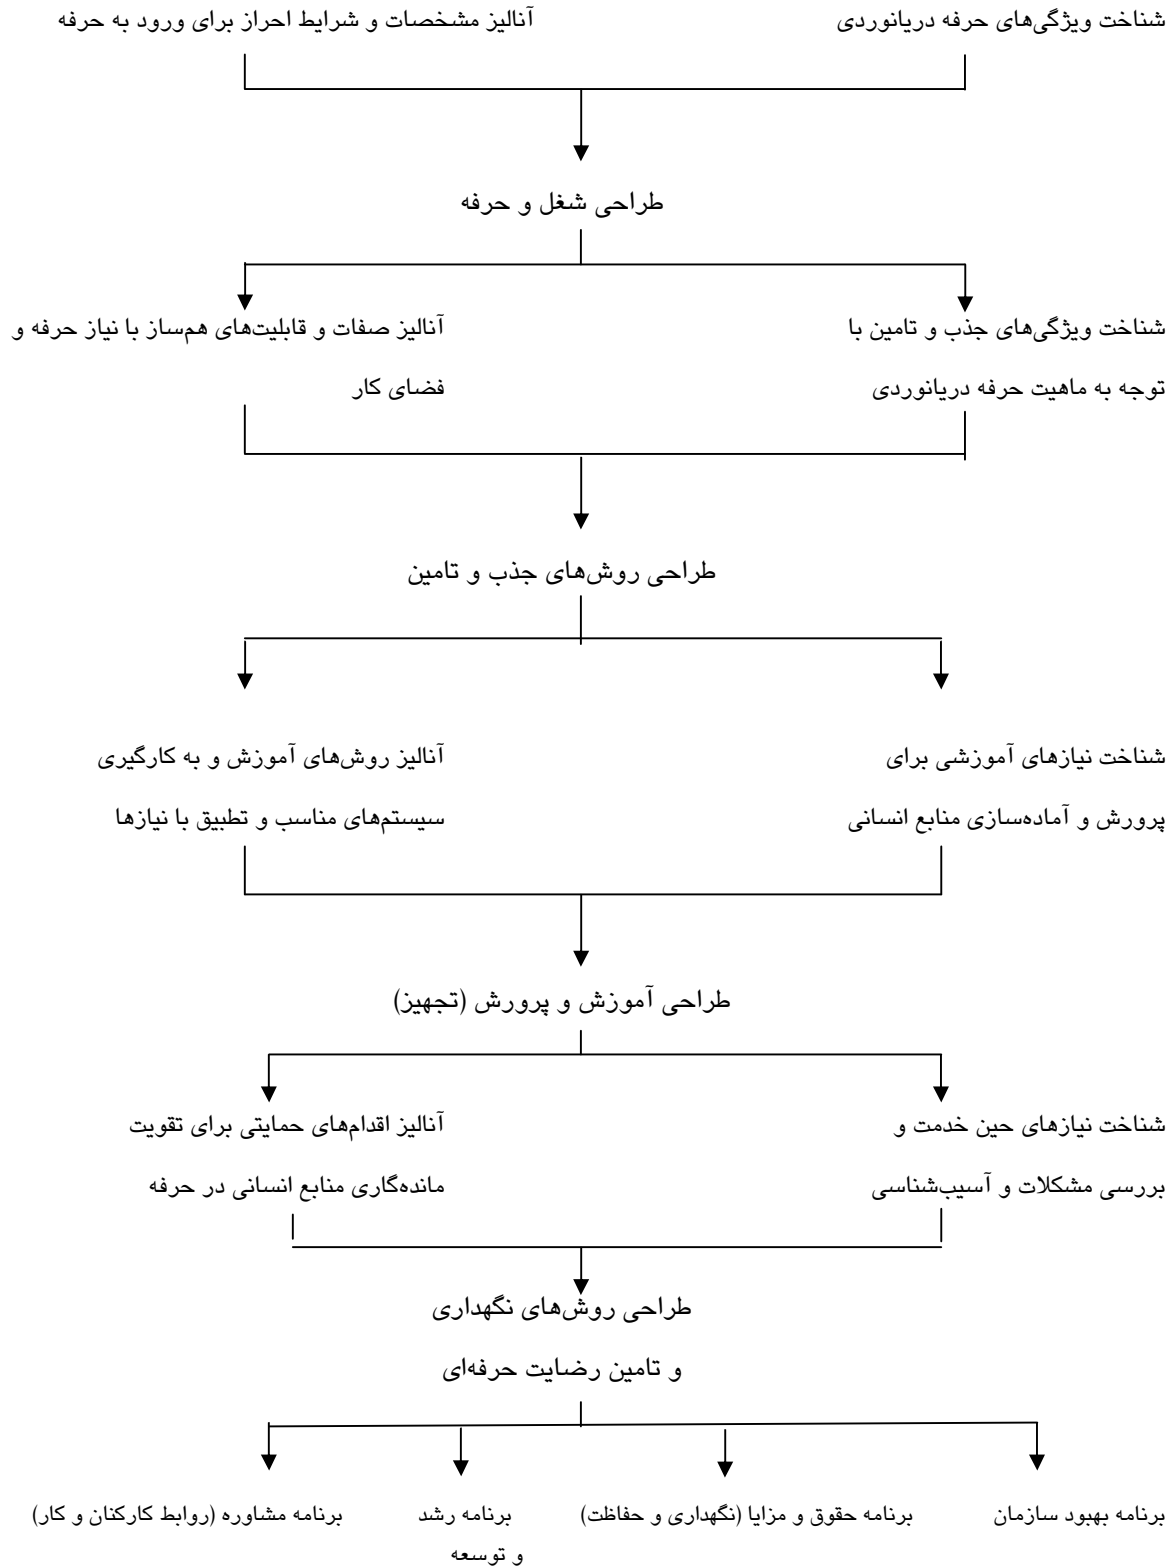 شناخت ویژگی‌های حرفه دریانوردی
آنالیز مشخصات و شرایط احراز برای ورود به حرفه
طراحی شغل و حرفه
شناخت ویژگی‌های جذب و تامین با
توجه به ماهیت حرفه دریانوردی
آنالیز صفات و قابلیت‌های هم‌ساز با نیاز حرفه و
فضای کار
طراحی روش‌های جذب و تامین
شناخت نیازهای آموزشی برای
پرورش و آماده‌سازی منابع انسانی
آنالیز روش‌های آموزش و به کارگیری
سیستم‌های مناسب و تطبیق با نیازها
طراحی آموزش و پرورش (تجهیز)
شناخت نیازهای حین خدمت و
بررسی مشکلات و آسیب‌شناسی
آنالیز اقدام‌های حمایتی برای تقویت
مانده‌گاری منابع انسانی در حرفه
طراحی روش‌های نگهداری
و تامین رضایت حرفه‌ای
برنامه بهبود سازمان
برنامه حقوق و مزایا (نگهداری و حفاظت)
برنامه رشد
و توسعه
برنامه مشاوره (روابط کارکنان و کار)